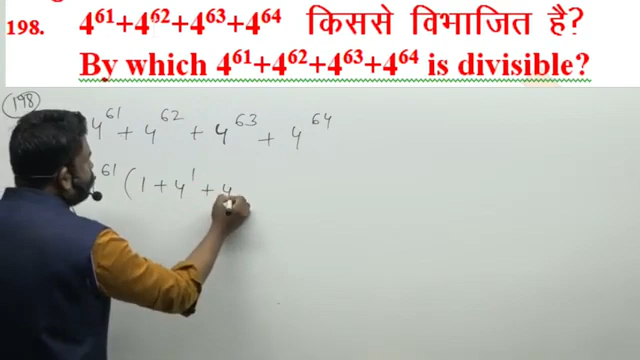 198. 4⁶¹+4⁶²+4⁶³+4⁶⁴ किससे विभाजित है?
By which 4⁶¹+4⁶²+4⁶³+4⁶⁴ is divisible?
198
4⁶¹ + 4⁶² + 4⁶³ + 4⁶⁴
⁶¹ (1 + 4¹ + 4